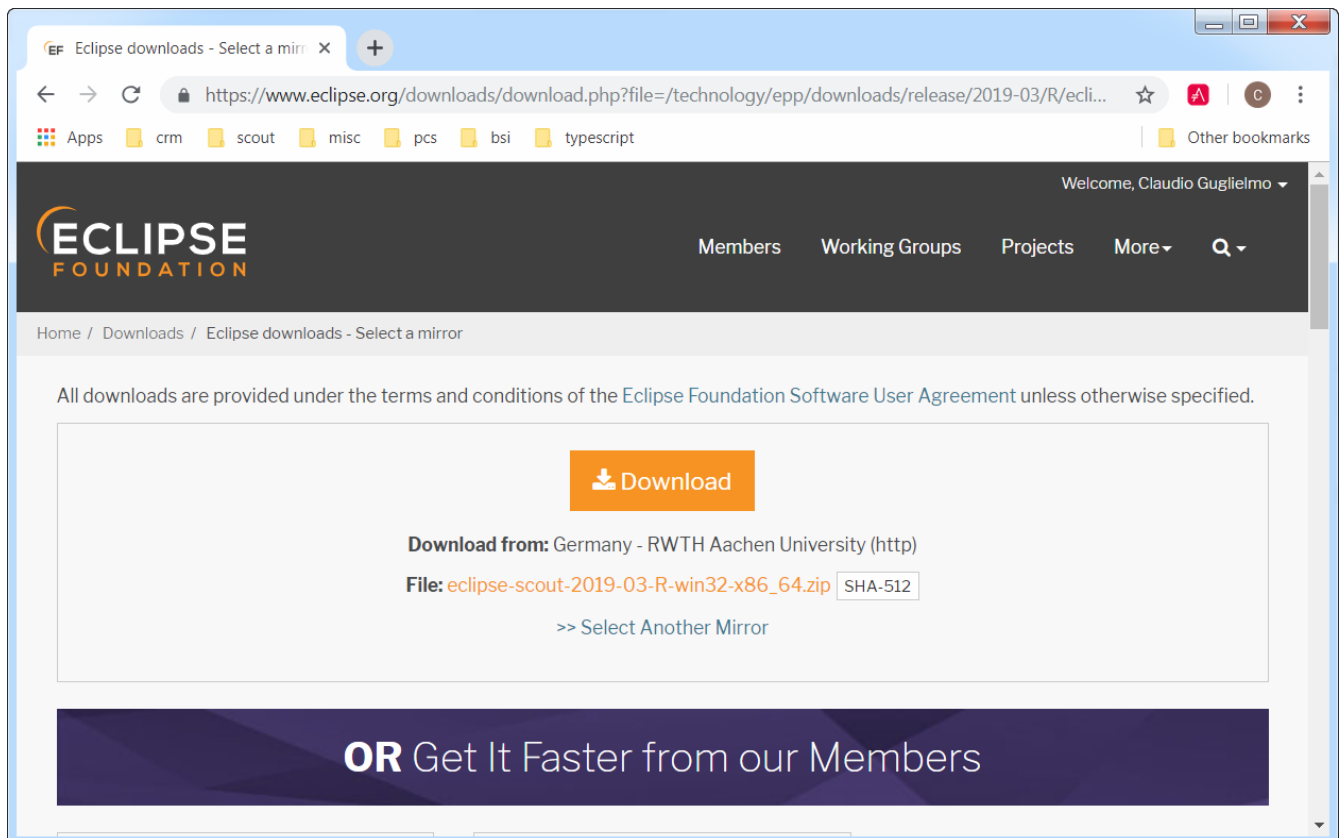 EF Eclipse downloads - Select a mirr
https://www.eclipse.org/downloads/download.php?file=/technology/epp/downloads/release/2019-03/R/ecli... C
Apps crm scout misc pcs bsi typescript Other bookmarks
Welcome, Claudio Guglielmo
ECLIPSE
FOUNDATION
Members Working Groups Projects More
Home / Downloads / Eclipse downloads - Select a mirror
All downloads are provided under the terms and conditions of the Eclipse Foundation Software User Agreement unless otherwise specified.
Download
Download from: Germany - RWTH Aachen University (http)
File: eclipse-scout-2019-03-R-win32-x86_64.zip SHA-512
>> Select Another Mirror
OR Get It Faster from our Members